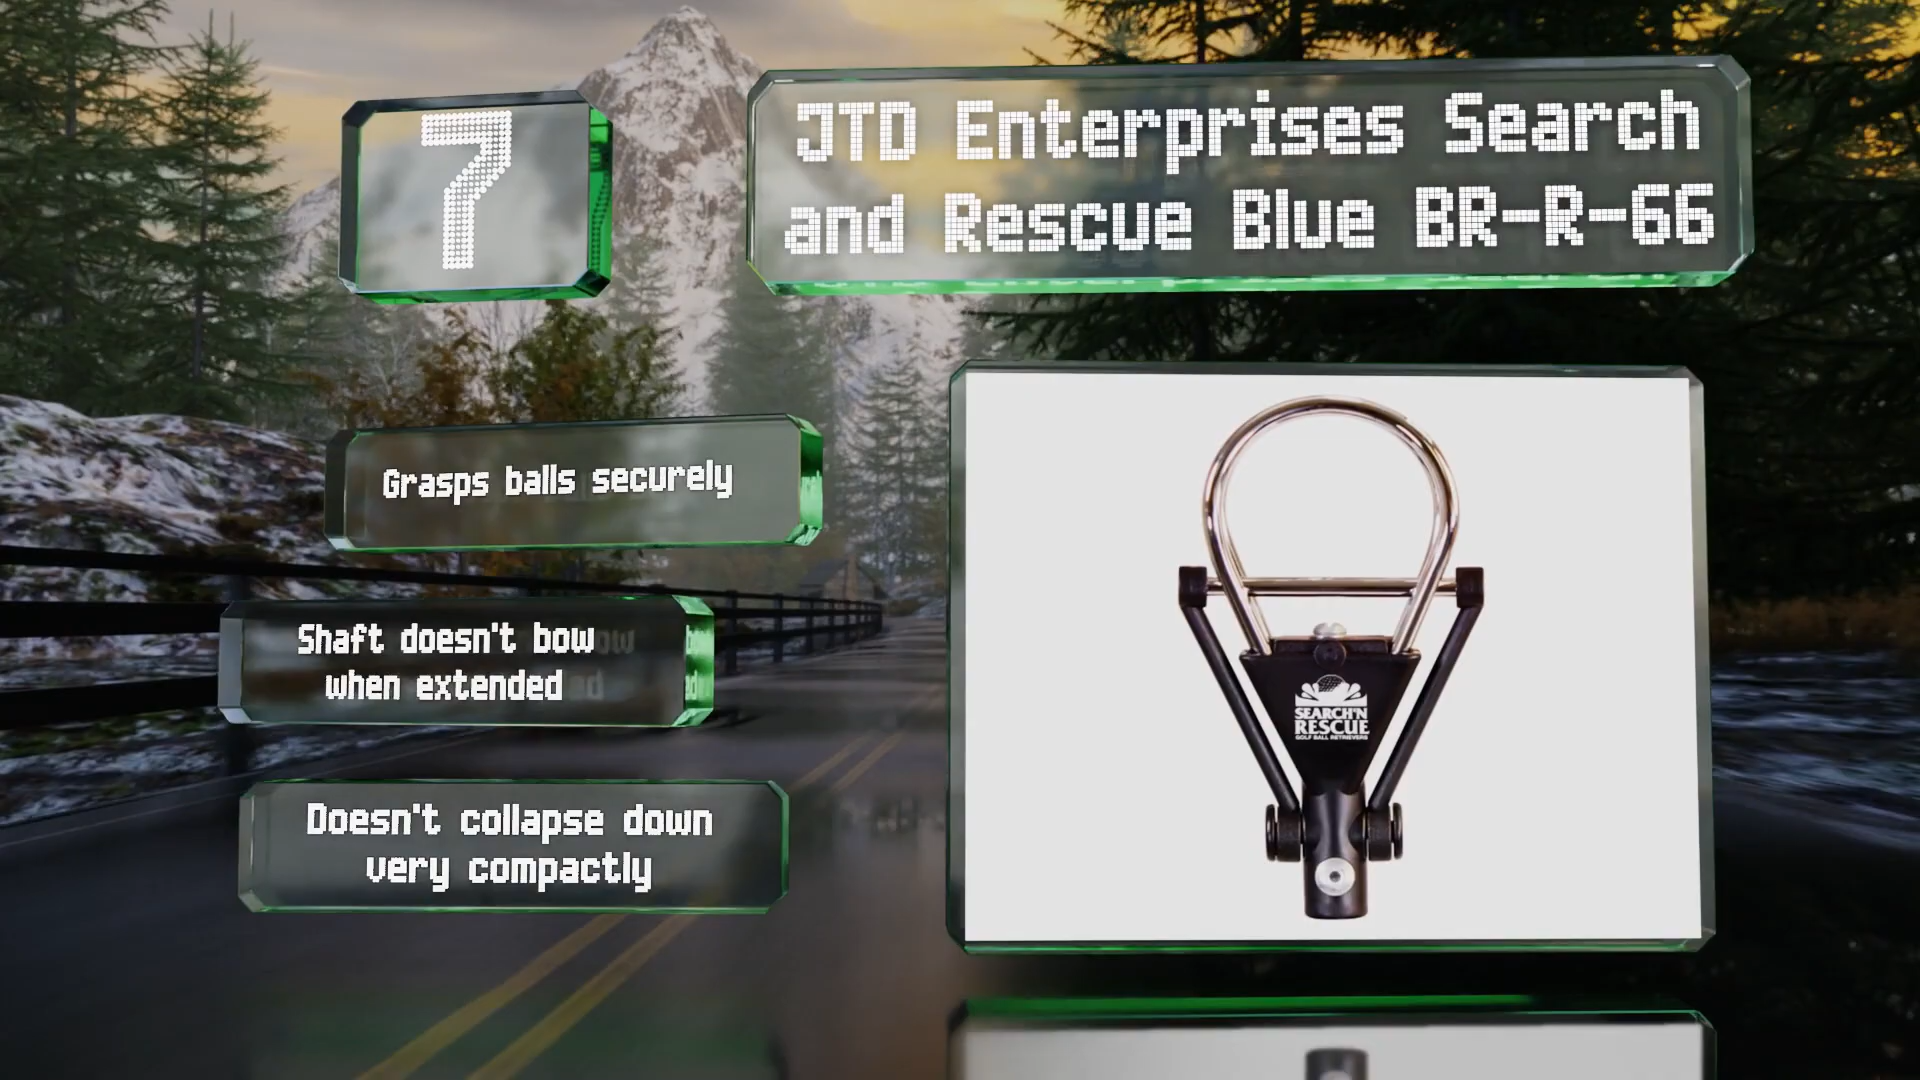 7
JTD Enterprises Search
and Rescue Blue BR-R-66
Grasps balls securely
Shaft doesn't bow
when extended
Doesn't collapse down
very compactly
SEARCH'N
RESCUE
GOLF BALL RETRIEVERS